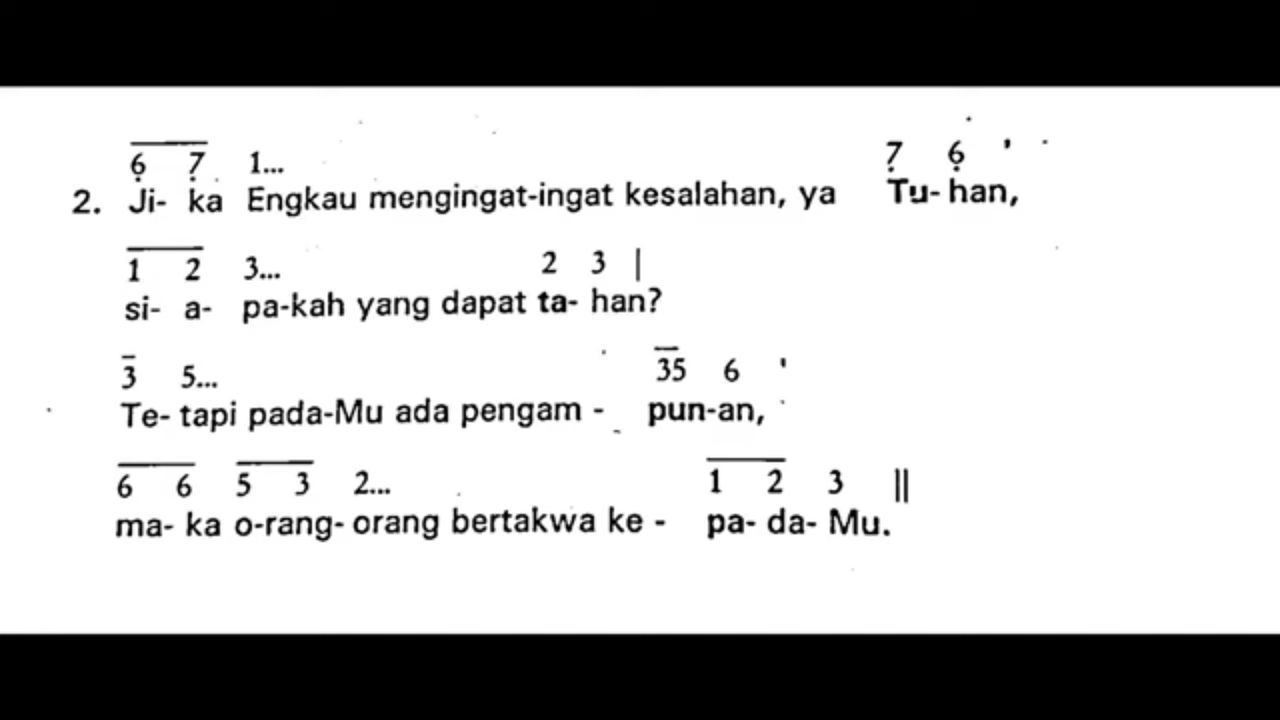 6̣ 7̣ 1... 7̣ 6̣ '
2. Ji- ka Engkau mengingat-ingat kesalahan, ya Tu- han,
1 2 3... 2 3 |
si- a- pa-kah yang dapat ta- han?
3 5... 35 6 '
Te- tapi pada-Mu ada pengam - pun-an,
6 6 5 3 2... 1 2 3 ||
ma- ka o-rang- orang bertakwa ke - pa- da- Mu.